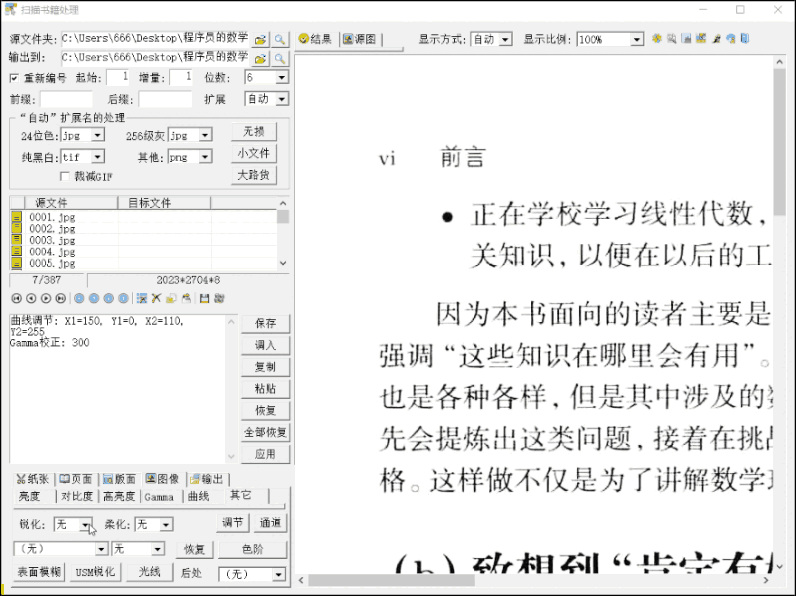 扫描书籍处理
源文件夹: C:\Users\666\Desktop\程序员的数学
输出到: C:\Users\666\Desktop\程序员的数学
重新编号 起始: 1 增量: 1 位数: 6
前缀: 后缀: 扩展 自动
“自动”扩展名的处理
24位色: jpg 256级灰 jpg 无损
纯黑白: tif 其他: png 小文件
裁减GIF 大路货
源文件 目标文件
0001.jpg
0002.jpg
0003.jpg
0004.jpg
0005.jpg
7/387 2023*2704*8
曲线调节: X1=150, Y1=0, X2=110,
Y2=255
Gamma校正: 300
保存
调入
复制
粘贴
恢复
全部恢复
应用
纸张 页面 版面 图像 输出
亮度 对比度 高亮度 Gamma 曲线 其它
锐化: 无 柔化: 无 调节 通道
(无) 无 恢复 色阶
表面模糊 USM锐化 光线 后处 (无)
结果 源图 显示方式: 自动 显示比例: 100%
vi 前言
• 正在学校学习线性代数,
关知识, 以便在以后的工
因为本书面向的读者主要是
强调“这些知识在哪里会有用”。
也是各种各样, 但是其中涉及的数
先会提炼出这类问题, 接着在挑战
格。这样做不仅是为了讲解数学
(b) 致想到“肯定有